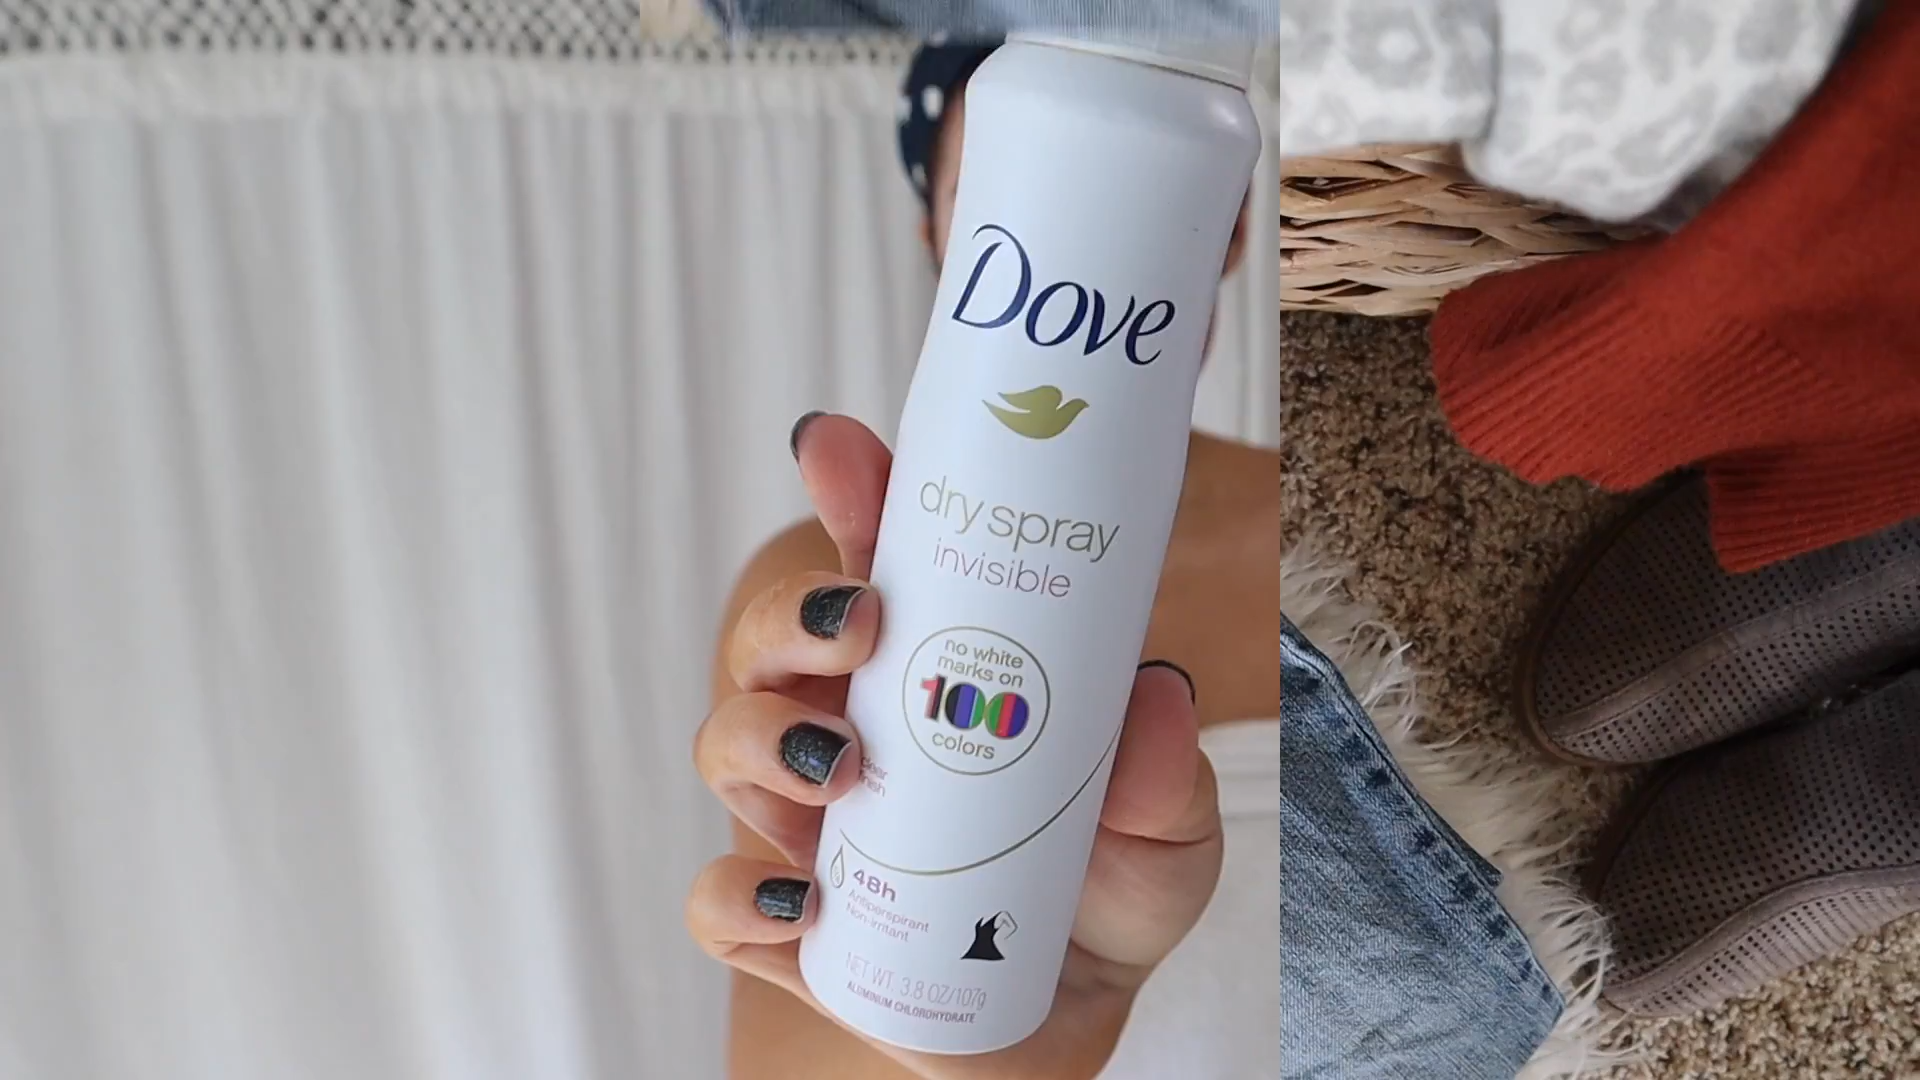 Dove
dry spray
invisible
no white
marks on
100
colors
48h
Antiperspirant
Non-irritant
NET WT. 3.8 OZ/107g
ALUMINUM CHLOROHYDRATE